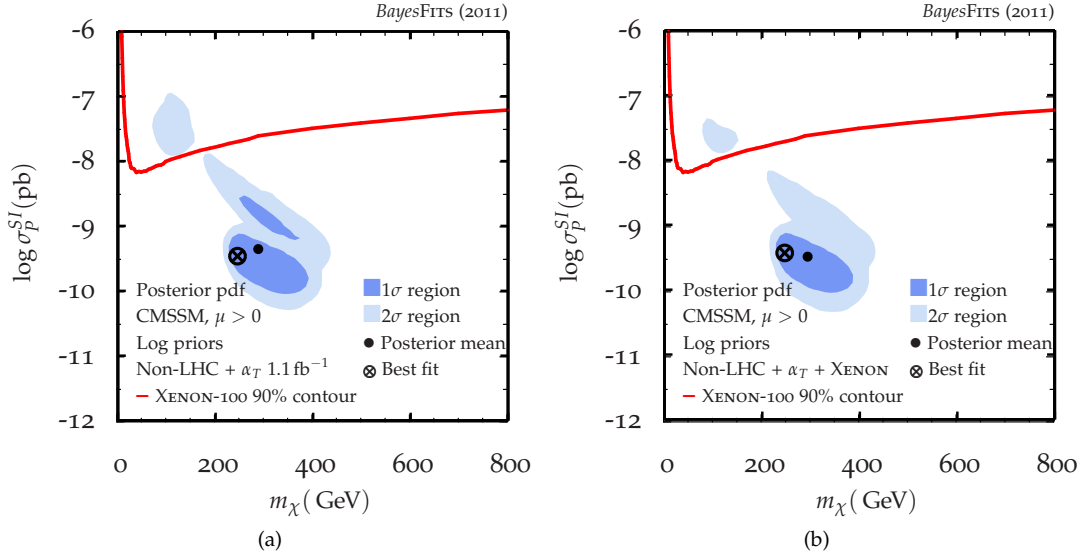 BayesFITS (2011)
-6
-7
-8
-9
-10
-11
-12
log σ_p^{SI}(pb)
Posterior pdf
CMSSM, μ > 0
Log priors
Non-LHC + α_T 1.1 fb⁻¹
XENON-100 90% contour
1σ region
2σ region
Posterior mean
Best fit
0 200 400 600 800
m_χ( GeV)
(a)
BayesFITS (2011)
-6
-7
-8
-9
-10
-11
-12
log σ_p^{SI}(pb)
Posterior pdf
CMSSM, μ > 0
Log priors
Non-LHC + α_T + XENON
XENON-100 90% contour
1σ region
2σ region
Posterior mean
Best fit
0 200 400 600 800
m_χ( GeV)
(b)